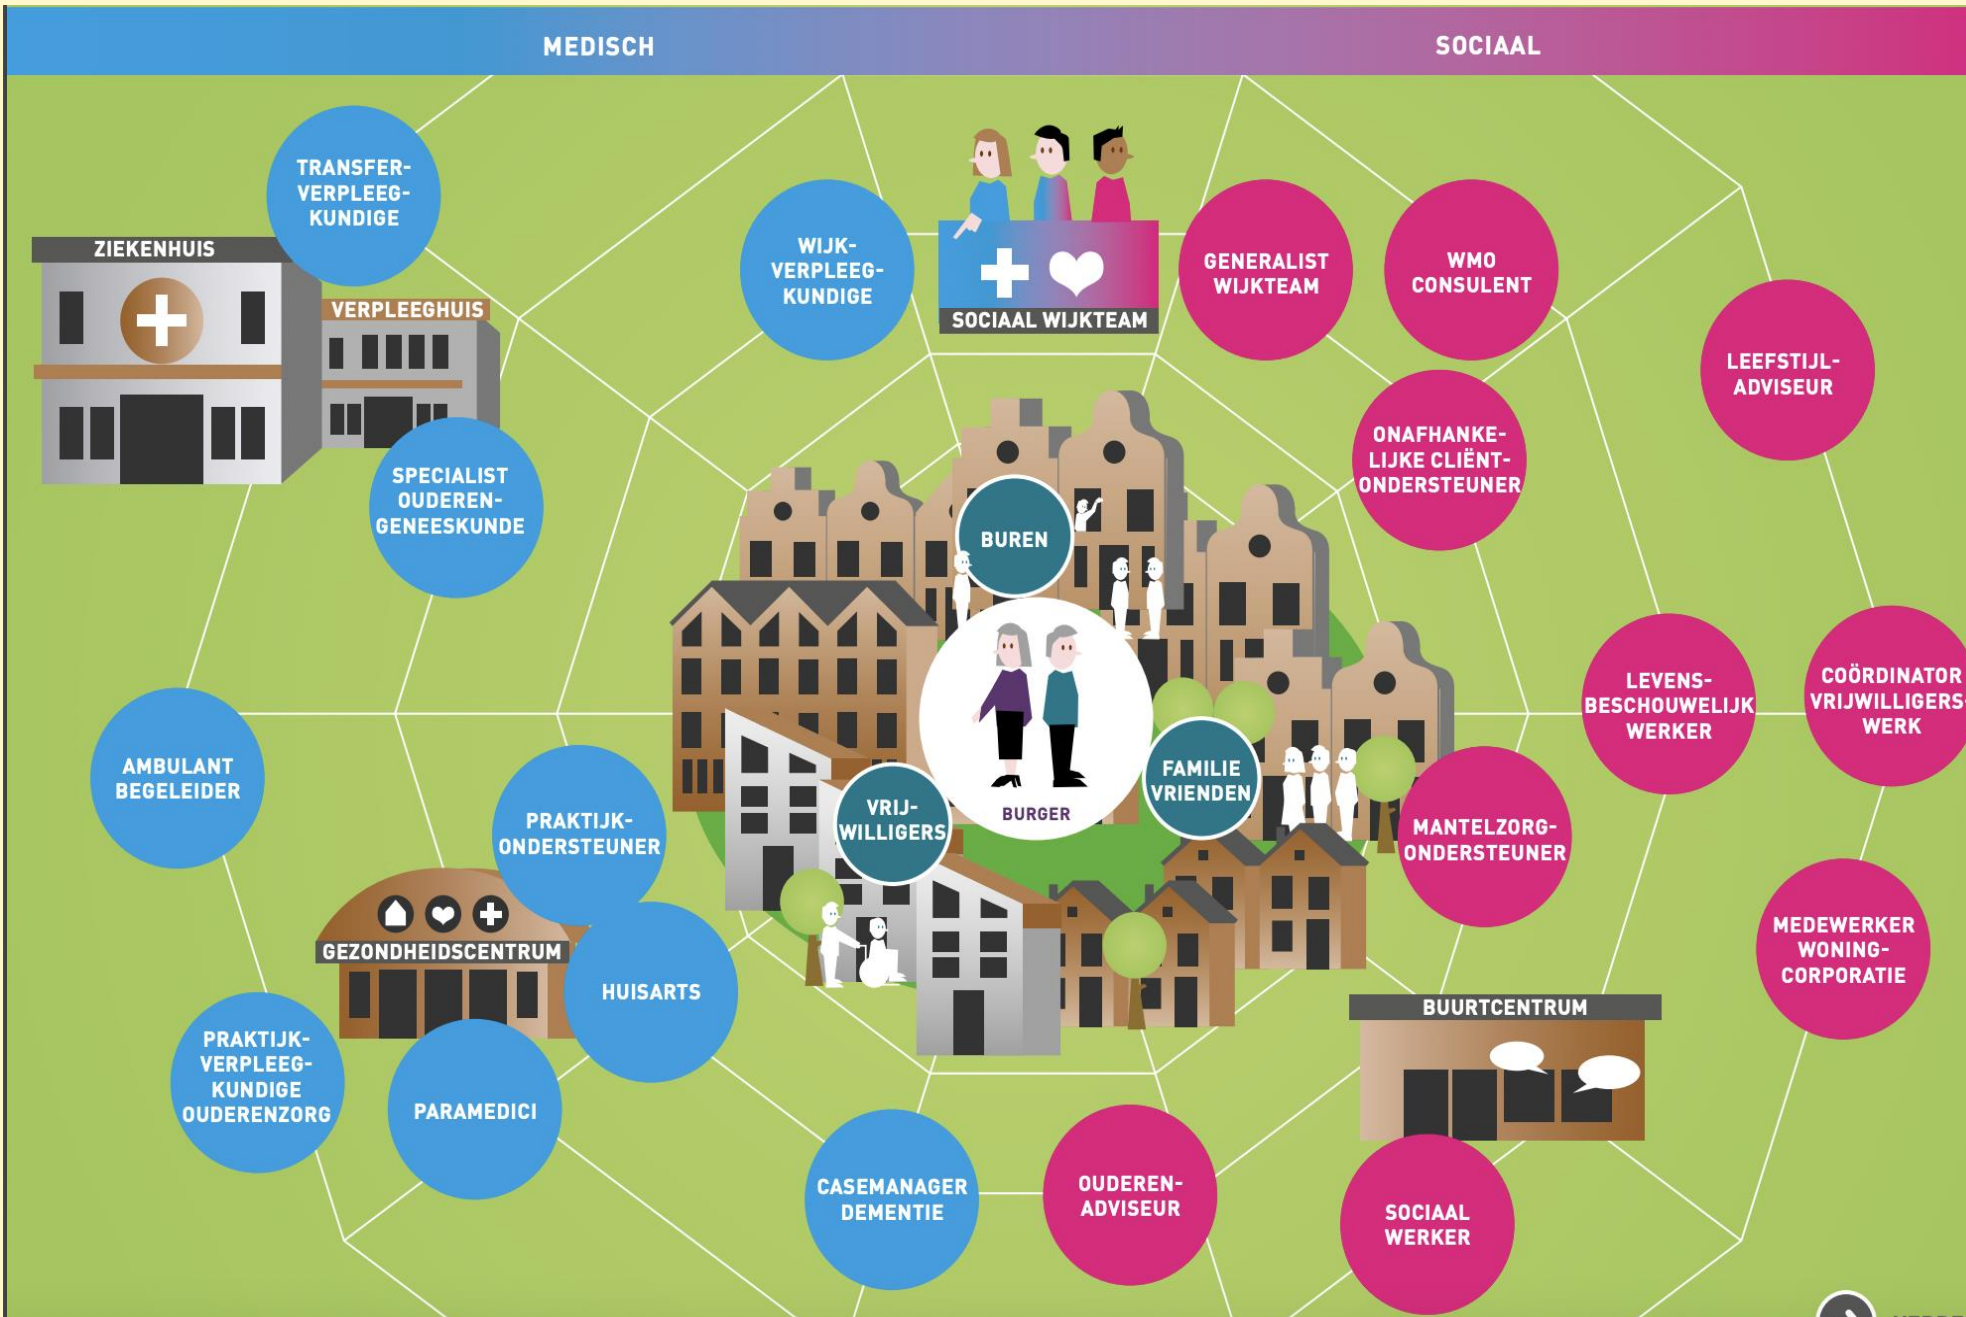 MEDISCH
SOCIAAL
TRANSFER-
VERPLEEG-
KUNDIGE
ZIEKENHUIS
VERPLEEGHUIS
WIJK-
VERPLEEG-
KUNDIGE
SOCIAAL WIJKTEAM
GENERALIST
WIJKTEAM
WMO
CONSULENT
LEEFSTIJL-
ADVISEUR
SPECIALIST
OUDEREN-
GENEESKUNDE
ONAFHANKE-
LIJKE CLIËNT-
ONDERSTEUNER
BUREN
BURGER
FAMILIE
VRIENDEN
VRIJ-
WILLIGERS
LEVENS-
BESCHOUWELIJK
WERKER
COÖRDINATOR
VRIJWILLIGERS-
WERK
AMBULANT
BEGELEIDER
PRAKTIJK-
ONDERSTEUNER
MANTELZORG-
ONDERSTEUNER
GEZONDHEIDSCENTRUM
HUISARTS
MEDEWERKER
WONING-
CORPORATIE
BUURTCENTRUM
PRAKTIJK-
VERPLEEG-
KUNDIGE
OUDERENZORG
PARAMEDICI
CASEMANAGER
DEMENTIE
OUDEREN-
ADVISEUR
SOCIAAL
WERKER